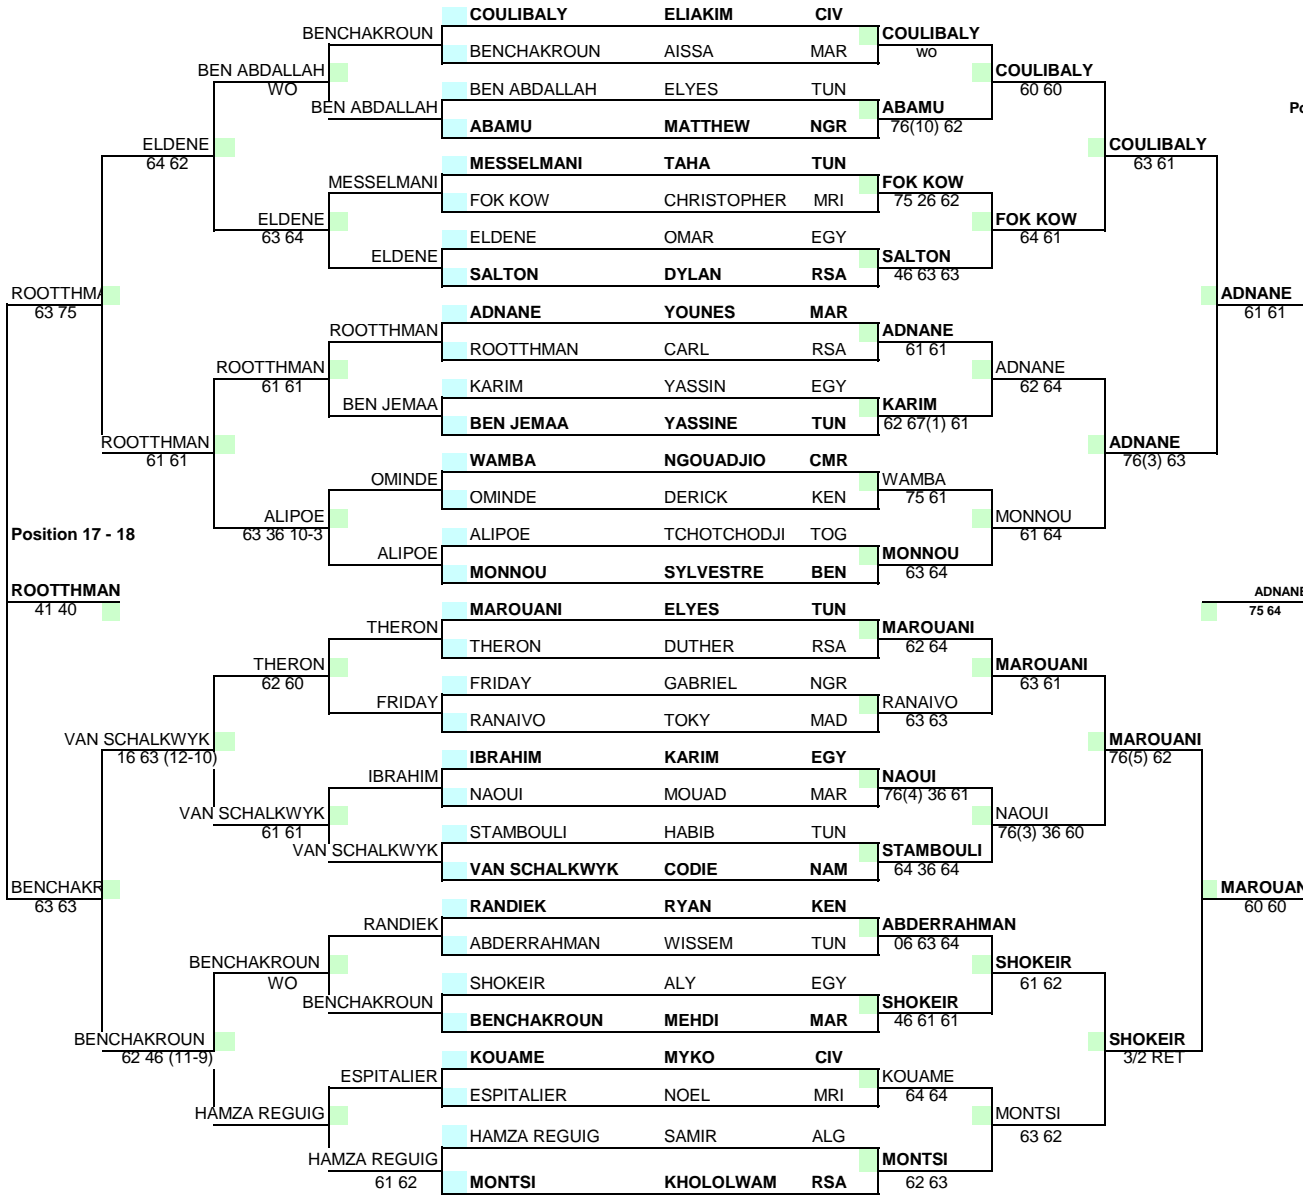 COULIBALY ELIAKIM CIV
BENCHAKROUN COULIBALY
BENCHAKROUN AISSA MAR wo
BEN ABDALLAH COULIBALY
WO BEN ABDALLAH ELYES TUN 60 60
BEN ABDALLAH ABAMU
ABAMU MATTHEW NGR 76(10) 62
ELDENE COULIBALY
64 62 MESSELMANI TAHA TUN 63 61
MESSELMANI FOK KOW
FOK KOW CHRISTOPHER MRI 75 26 62
ELDENE FOK KOW
63 64 ELDENE OMAR EGY 64 61
ELDENE SALTON
SALTON DYLAN RSA 46 63 63
ROOTTHMA ADNANE
63 75 ADNANE YOUNES MAR 61 61
ROOTTHMAN ADNANE
ROOTTHMAN CARL RSA 61 61
ROOTTHMAN ADNANE
61 61 KARIM YASSIN EGY 62 64
BEN JEMAA KARIM
BEN JEMAA YASSINE TUN 62 67(1) 61
ROOTTHMAN ADNANE
61 61 WAMBA NGOUADJIO CMR 76(3) 63
OMINDE WAMBA
OMINDE DERICK KEN 75 61
ALIPOE MONNOU
Position 17 - 18 63 36 10-3 ALIPOE TCHOTCHODJI TOG 61 64
ALIPOE MONNOU
MONNOU SYLVESTRE BEN 63 64
ROOTTHMAN ADNANE
41 40 MAROUANI ELYES TUN 75 64
THERON MAROUANI
THERON DUTHER RSA 62 64
THERON MAROUANI
62 60 FRIDAY GABRIEL NGR 63 61
FRIDAY RANAIVO
RANAIVO TOKY MAD 63 63
VAN SCHALKWYK MAROUANI
16 63 (12-10) IBRAHIM KARIM EGY 76(5) 62
IBRAHIM NAOUI
NAOUI MOUAD MAR 76(4) 36 61
VAN SCHALKWYK NAOUI
61 61 STAMBOULI HABIB TUN 76(3) 36 60
VAN SCHALKWYK STAMBOULI
VAN SCHALKWYK CODIE NAM 64 36 64
BENCHAKR MAROUAN
63 63 RANDIEK RYAN KEN 60 60
RANDIEK ABDERRAHMAN
ABDERRAHMAN WISSEM TUN 06 63 64
BENCHAKROUN SHOKEIR
WO SHOKEIR ALY EGY 61 62
BENCHAKROUN SHOKEIR
BENCHAKROUN MEHDI MAR 46 61 61
BENCHAKROUN SHOKEIR
62 46 (11-9) KOUAME MYKO CIV 3/2 RET
ESPITALIER KOUAME
ESPITALIER NOEL MRI 64 64
HAMZA REGUIG MONTSI
HAMZA REGUIG SAMIR ALG 63 62
HAMZA REGUIG MONTSI
61 62 MONTSI KHOLOLWAM RSA 62 63